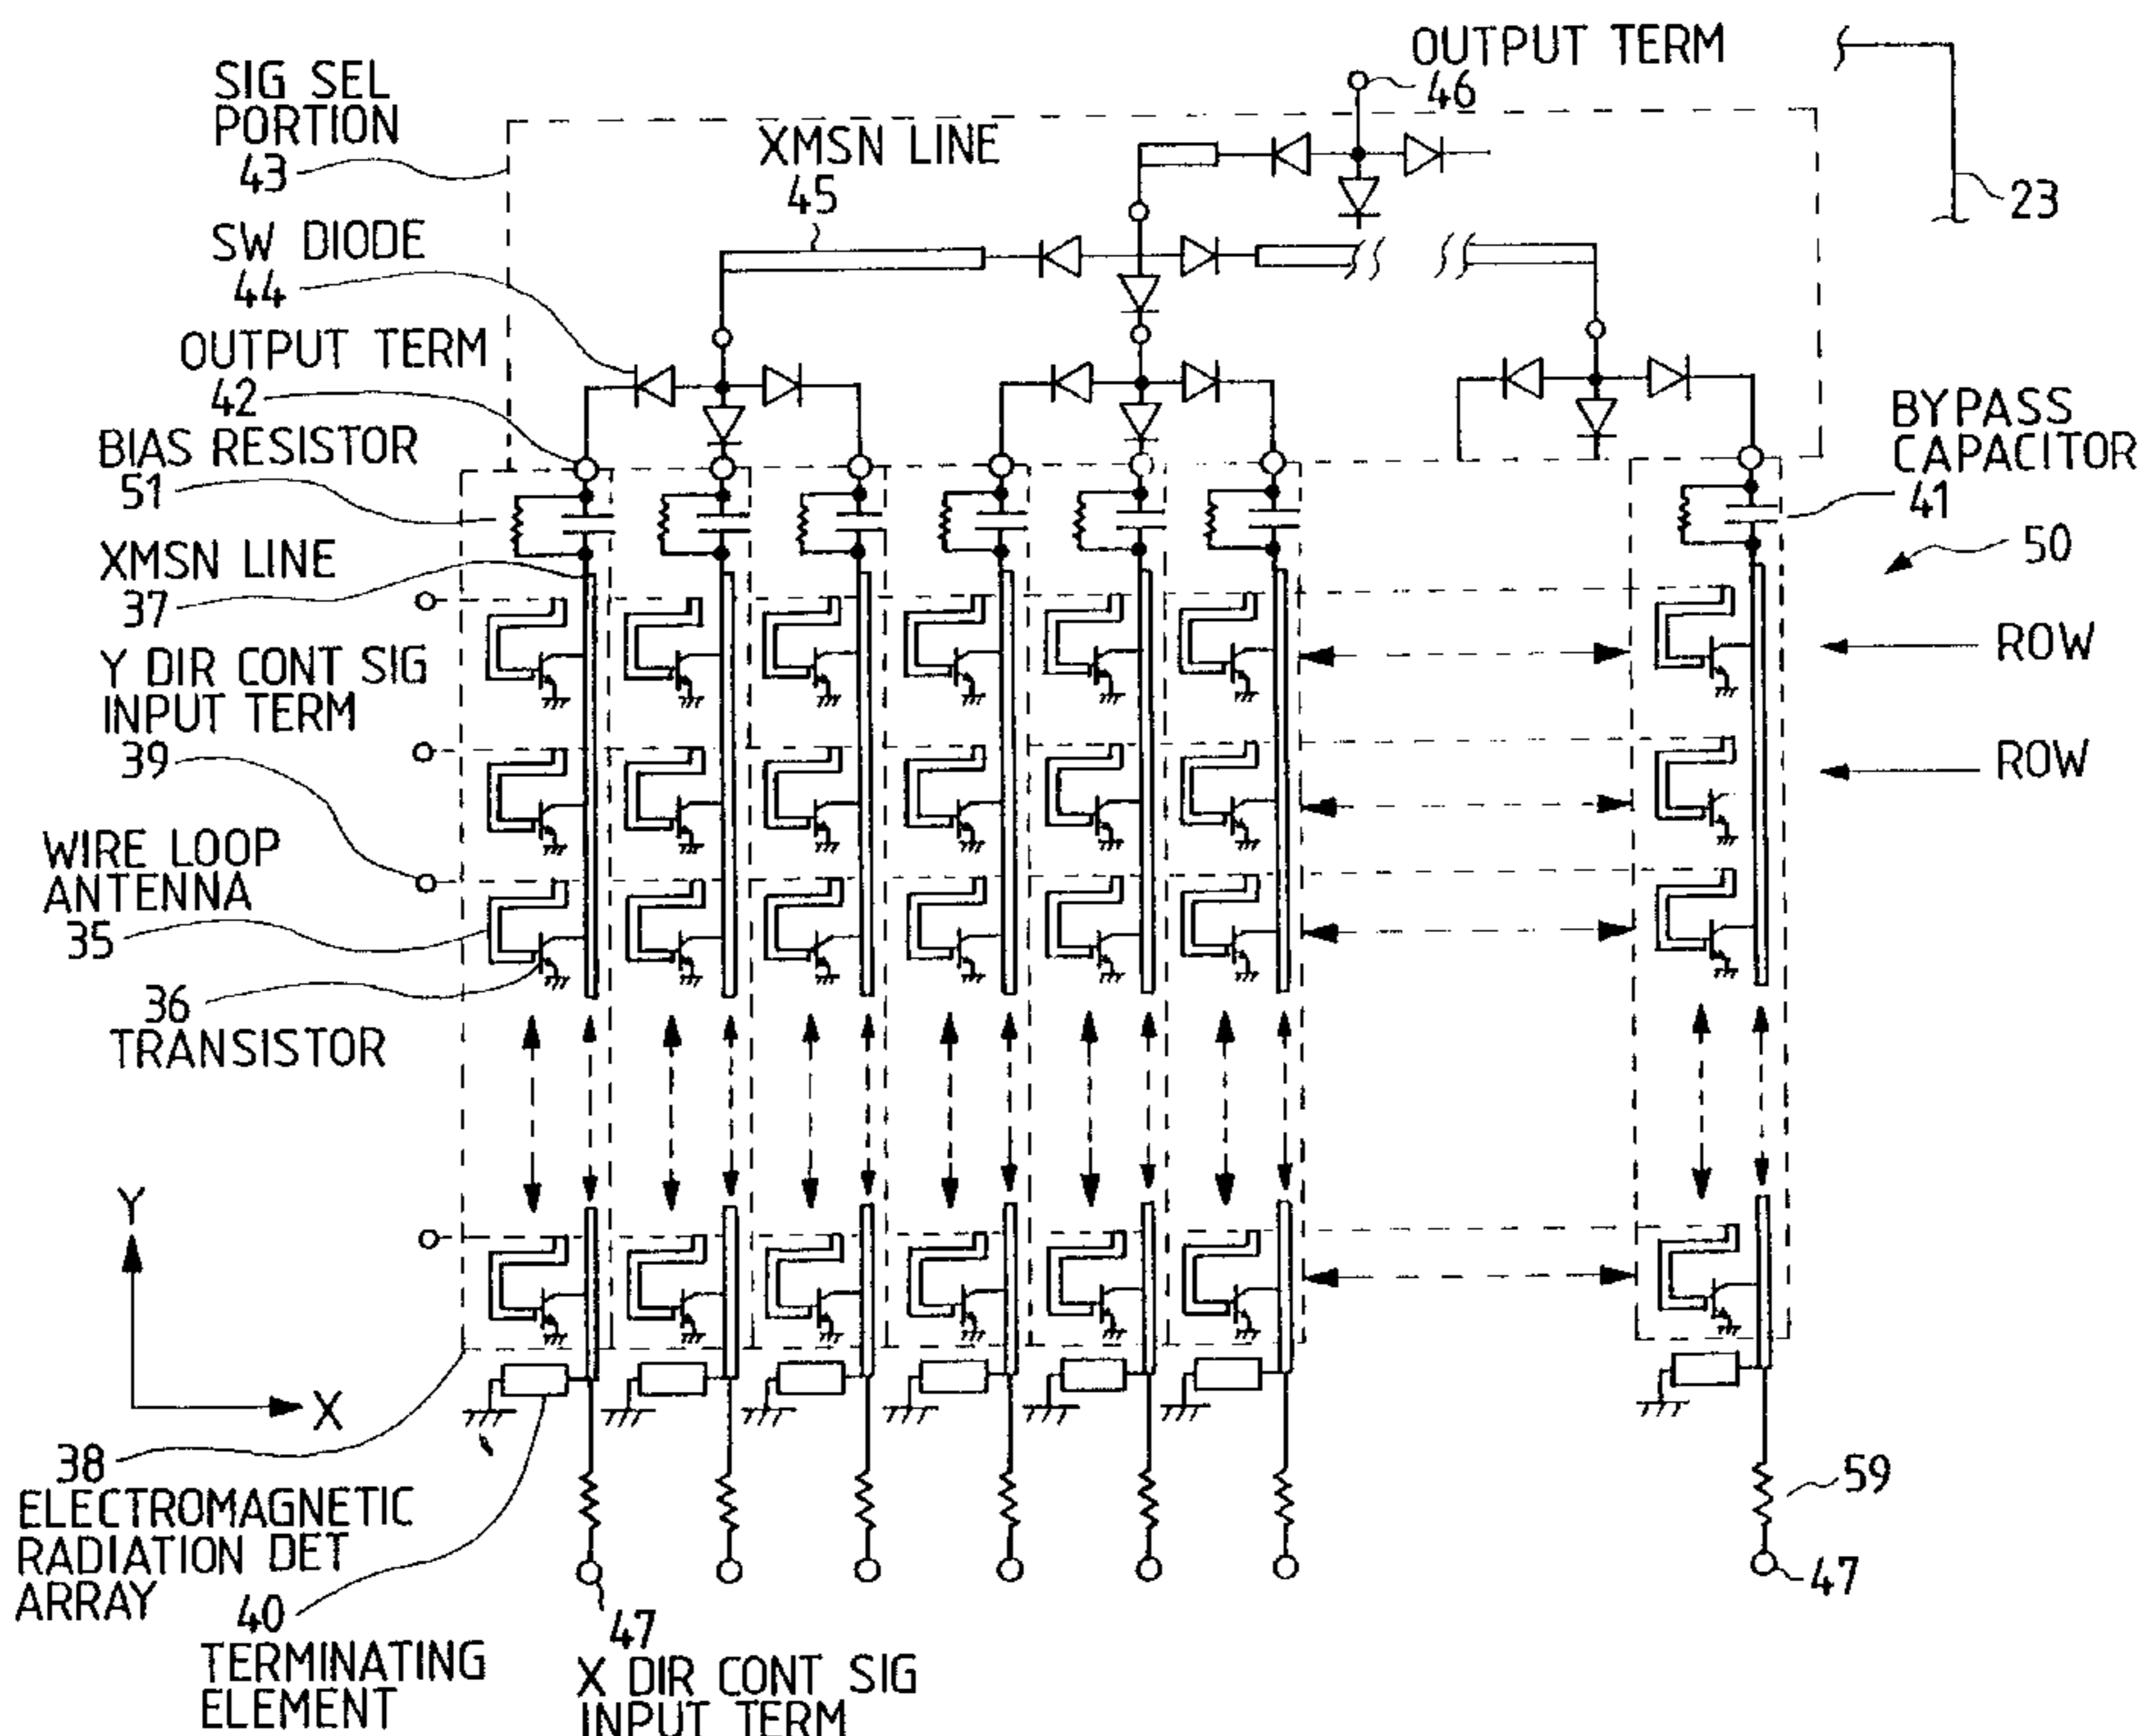 OUTPUT TERM
46
SIG SEL
PORTION
43
XMSN LINE
45
23
SW DIODE
44
OUTPUT TERM
42
BYPASS
CAPACITOR
41
BIAS RESISTOR
51
50
XMSN LINE
37
ROW
Y DIR CONT SIG
INPUT TERM
39
ROW
WIRE LOOP
ANTENNA
35
36
TRANSISTOR
Y
X
38
ELECTROMAGNETIC
RADIATION DET
ARRAY
59
47
40
TERMINATING
ELEMENT
47
X DIR CONT SIG
INPUT TERM